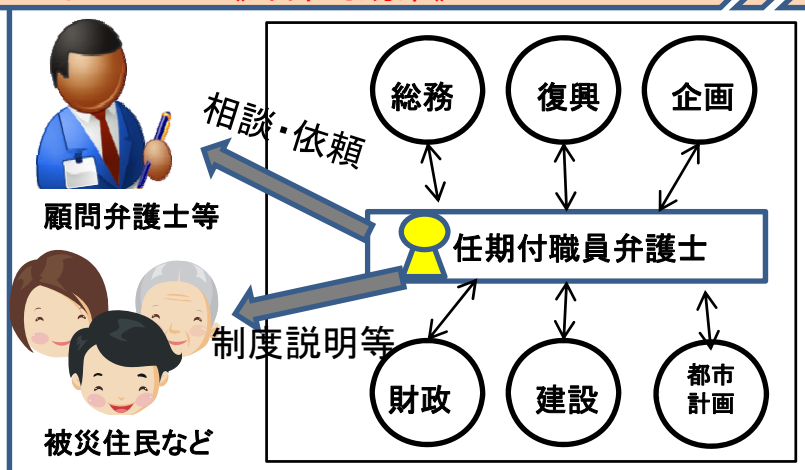 総務
復興
企画
相談・依頼
顧問弁護士等
任期付職員弁護士
制度説明等
財政
建設
都市
計画
被災住民など